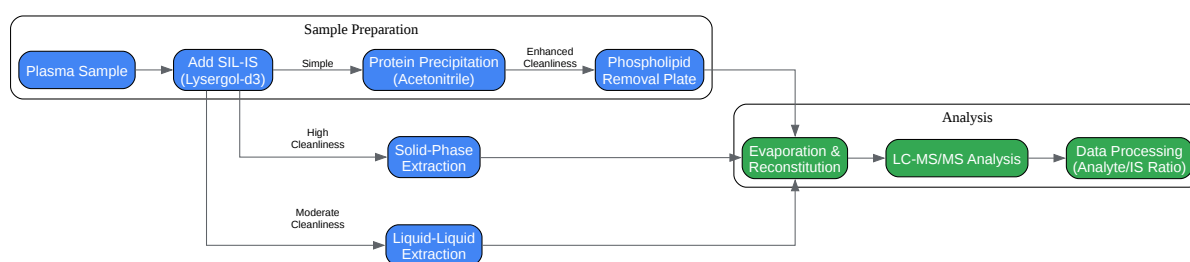 Sample Preparation
Plasma Sample
Add SIL-IS
(Lysergol-d3)
Simple
Protein Precipitation
(Acetonitrile)
Enhanced
Cleanliness
Phospholipid
Removal Plate
High
Cleanliness
Solid-Phase
Extraction
Moderate
Cleanliness
Liquid-Liquid
Extraction
Analysis
Evaporation &
Reconstitution
LC-MS/MS Analysis
Data Processing
(Analyte/IS Ratio)